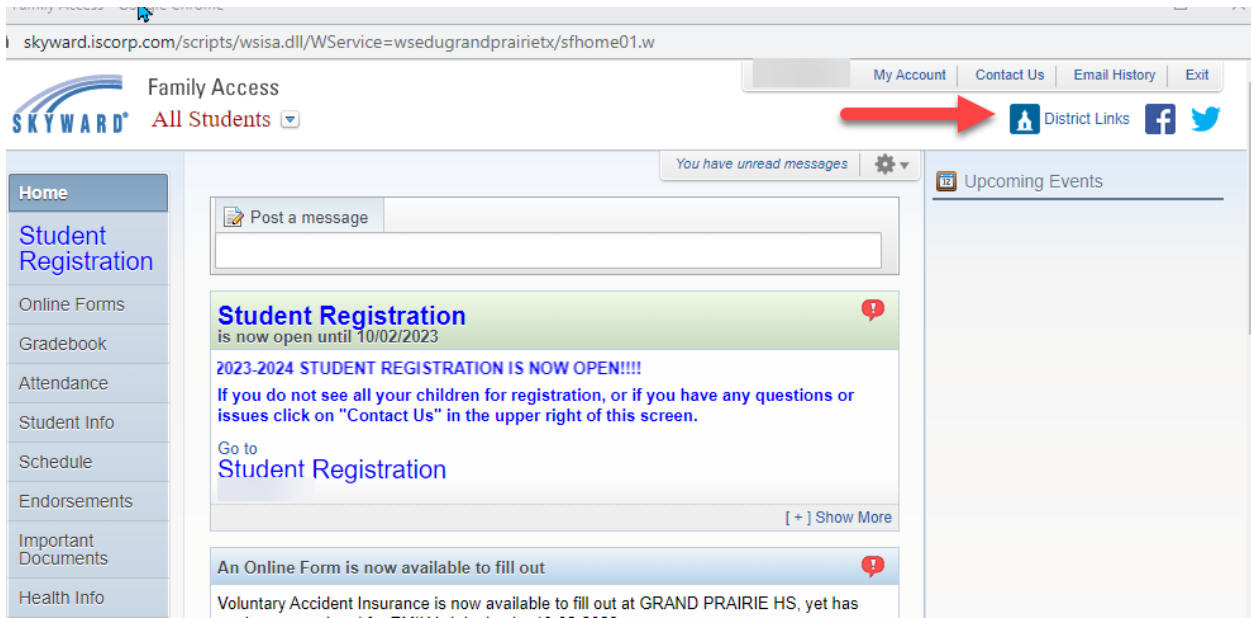 skyward.iscorp.com/scripts/wsisa.dll/WService=wsedugrandprairietx/sfhome01.w
My Account
Contact Us
Email History
Exit
SKYWARD®
Family Access
All Students
District Links
You have unread messages
Upcoming Events
Home
Student
Registration
Online Forms
Gradebook
Attendance
Student Info
Schedule
Endorsements
Important
Documents
Health Info
Post a message
Student Registration
is now open until 10/02/2023
2023-2024 STUDENT REGISTRATION IS NOW OPEN!!!!
If you do not see all your children for registration, or if you have any questions or
issues click on "Contact Us" in the upper right of this screen.
Go to
Student Registration
[ + ] Show More
An Online Form is now available to fill out
Voluntary Accident Insurance is now available to fill out at GRAND PRAIRIE HS, yet has